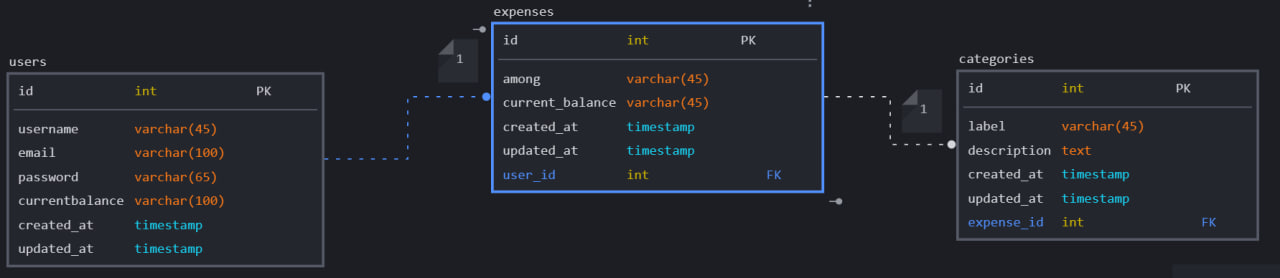 users
id int PK
username varchar(45)
email varchar(100)
password varchar(65)
currentbalance varchar(100)
created_at timestamp
updated_at timestamp
1
expenses
id int PK
among varchar(45)
current_balance varchar(45)
created_at timestamp
updated_at timestamp
user_id int FK
1
categories
id int PK
label varchar(45)
description text
created_at timestamp
updated_at timestamp
expense_id int FK